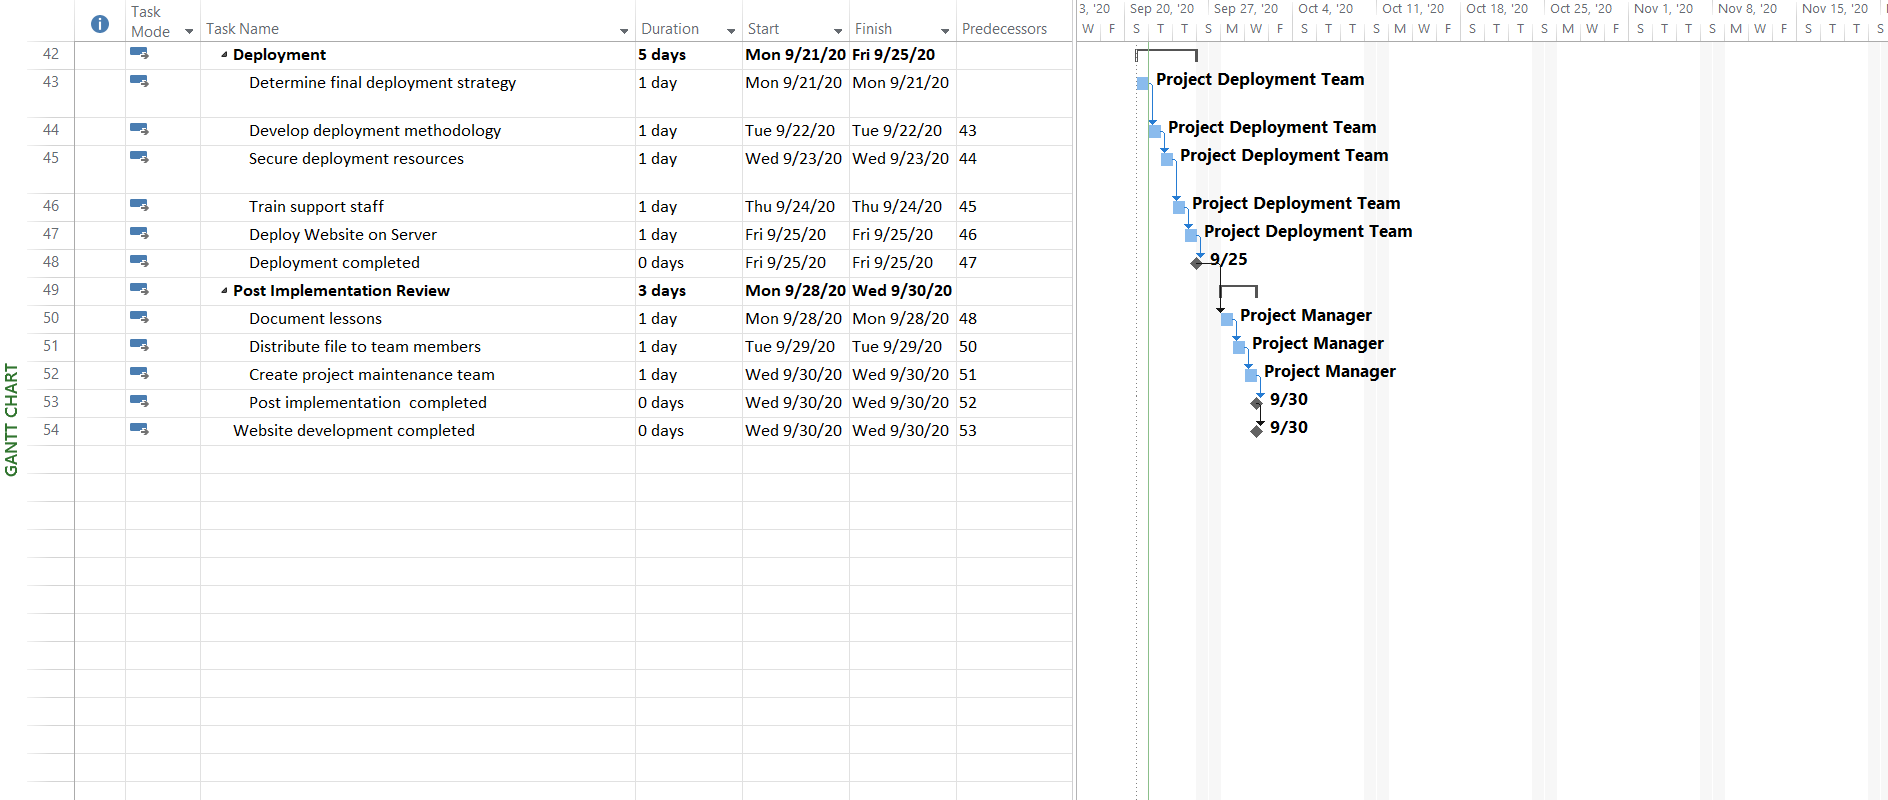 Task Mode Task Name Duration Start Finish Predecessors
3, '20 Sep 20, '20 Sep 27, '20 Oct 4, '20 Oct 11, '20 Oct 18, '20 Oct 25, '20 Nov 1, '20 Nov 8, '20 Nov 15, '20
W F S T T S M W F S T T S M W F S T T S M W F S T T S M W F S T T S
42 Deployment 5 days Mon 9/21/20 Fri 9/25/20
43 Determine final deployment strategy 1 day Mon 9/21/20 Mon 9/21/20 Project Deployment Team
44 Develop deployment methodology 1 day Tue 9/22/20 Tue 9/22/20 43 Project Deployment Team
45 Secure deployment resources 1 day Wed 9/23/20 Wed 9/23/20 44 Project Deployment Team
46 Train support staff 1 day Thu 9/24/20 Thu 9/24/20 45 Project Deployment Team
47 Deploy Website on Server 1 day Fri 9/25/20 Fri 9/25/20 46 Project Deployment Team
48 Deployment completed 0 days Fri 9/25/20 Fri 9/25/20 47 9/25
49 Post Implementation Review 3 days Mon 9/28/20 Wed 9/30/20
50 Document lessons 1 day Mon 9/28/20 Mon 9/28/20 48 Project Manager
51 Distribute file to team members 1 day Tue 9/29/20 Tue 9/29/20 50 Project Manager
52 Create project maintenance team 1 day Wed 9/30/20 Wed 9/30/20 51 Project Manager
53 Post implementation  completed 0 days Wed 9/30/20 Wed 9/30/20 52 9/30
54 Website development completed 0 days Wed 9/30/20 Wed 9/30/20 53 9/30
GANTT CHART